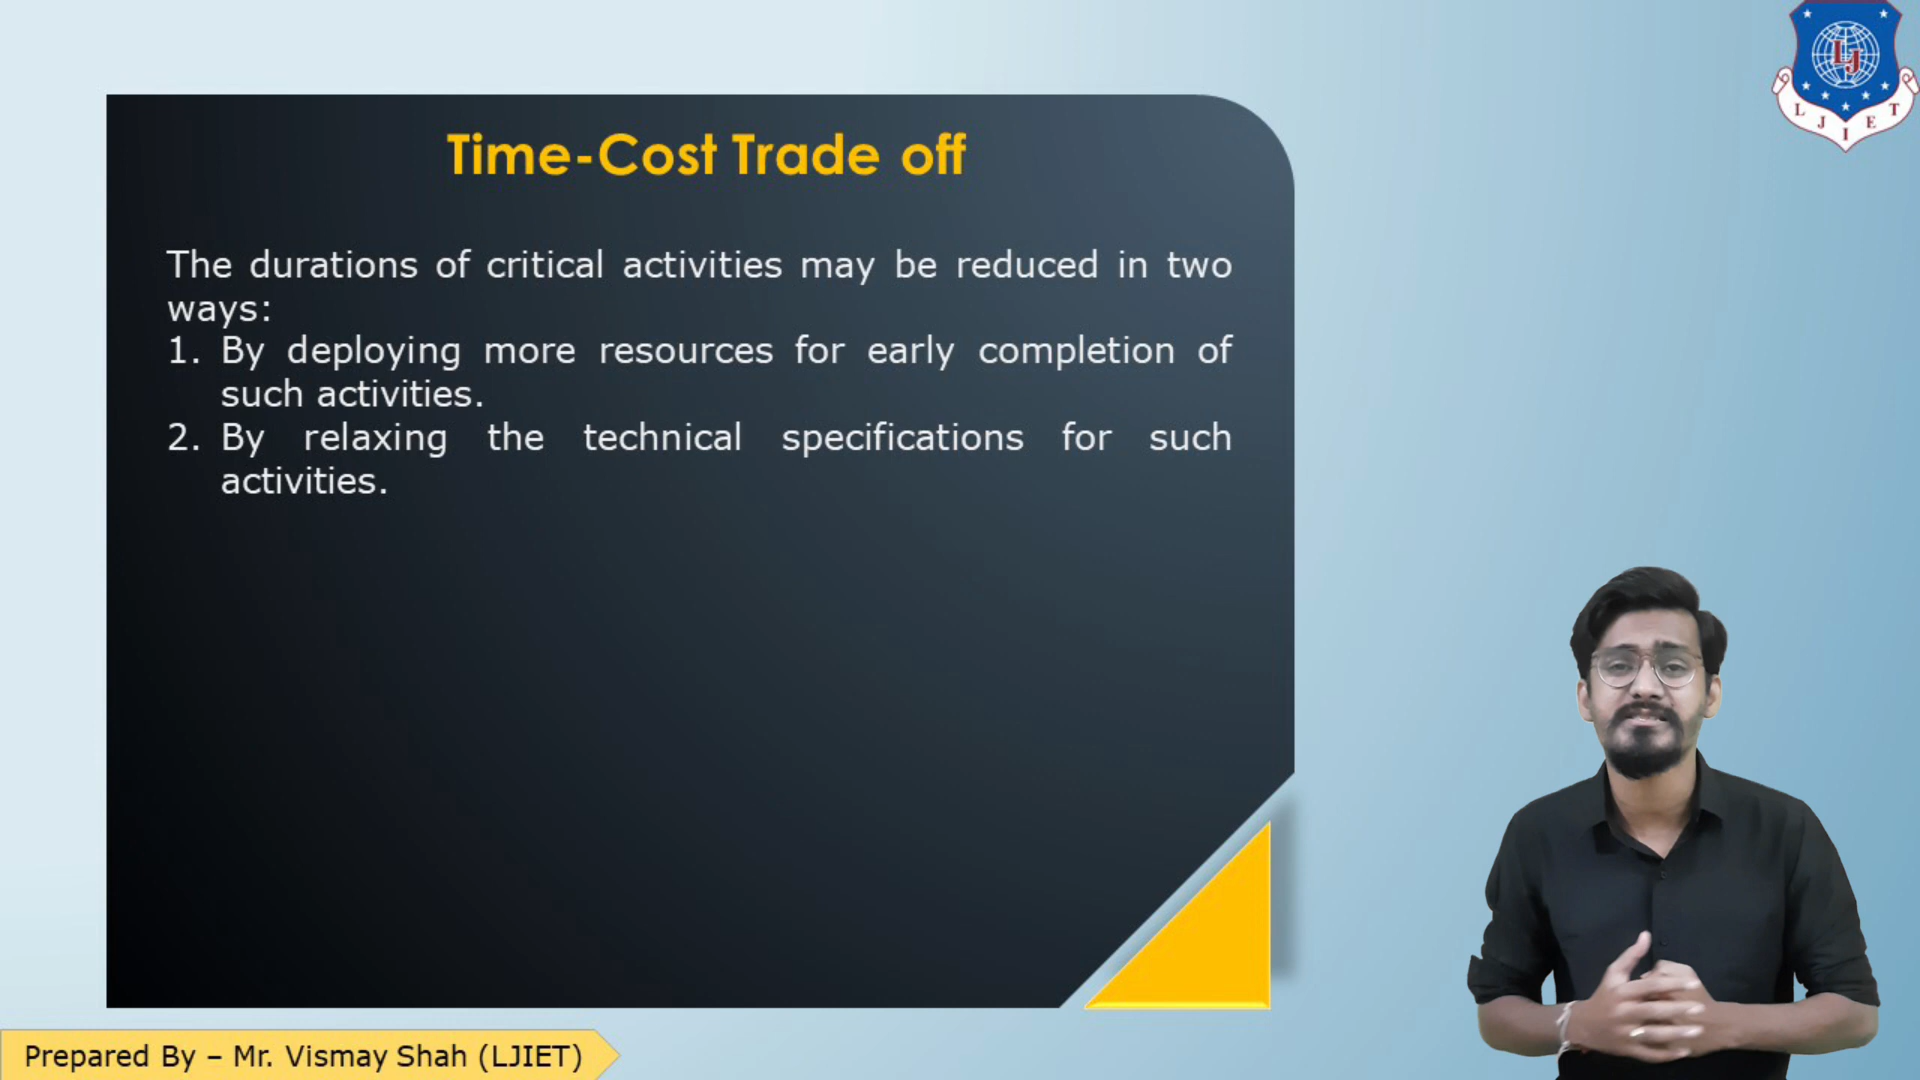 Time-Cost Trade off
The durations of critical activities may be reduced in two
ways:
1. By deploying more resources for early completion of
such activities.
2. By relaxing the technical specifications for such
activities.
LJ
L J I E T
Prepared By – Mr. Vismay Shah (LJIET)